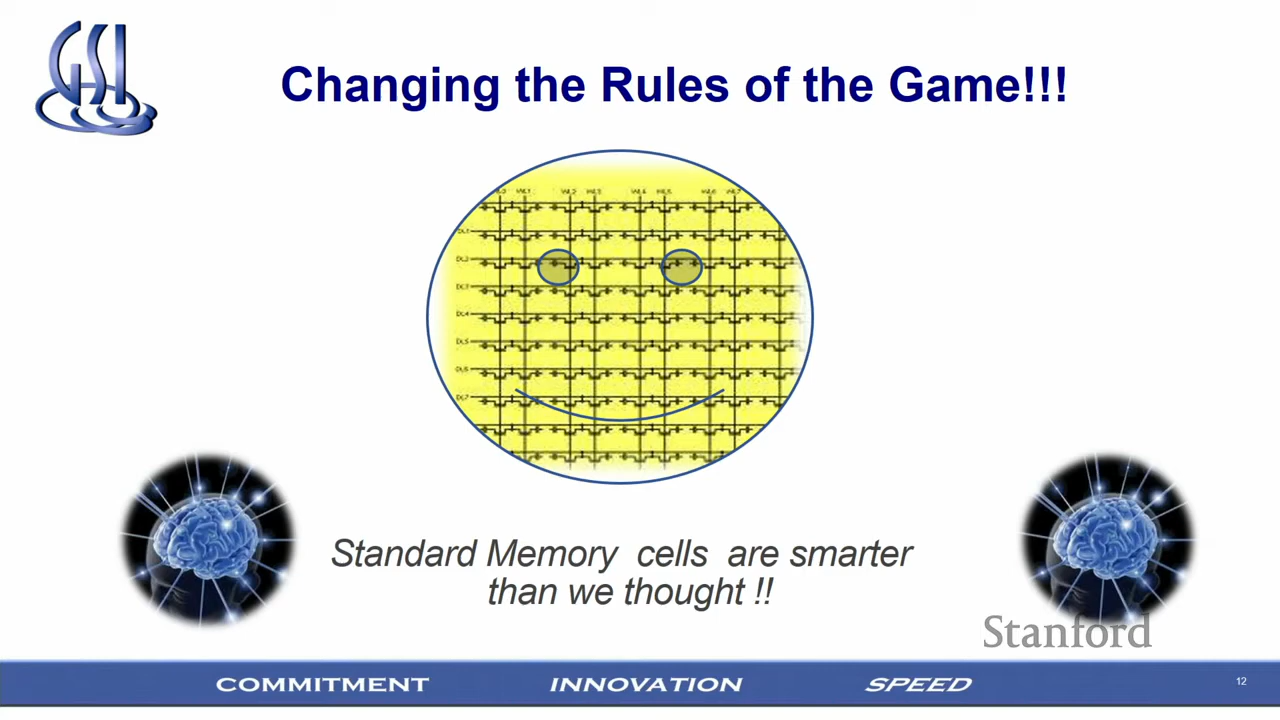 GSI
Changing the Rules of the Game!!!
Standard Memory cells are smarter
than we thought !!
Stanford
COMMITMENT INNOVATION SPEED 12